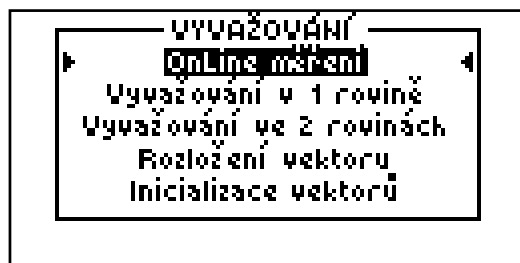 VYVAŽOVÁNÍ
OnLine měření
Vyvažování v 1 rovině
Vyvažování ve 2 rovinách
Rozložení vektoru
Inicializace vektorů